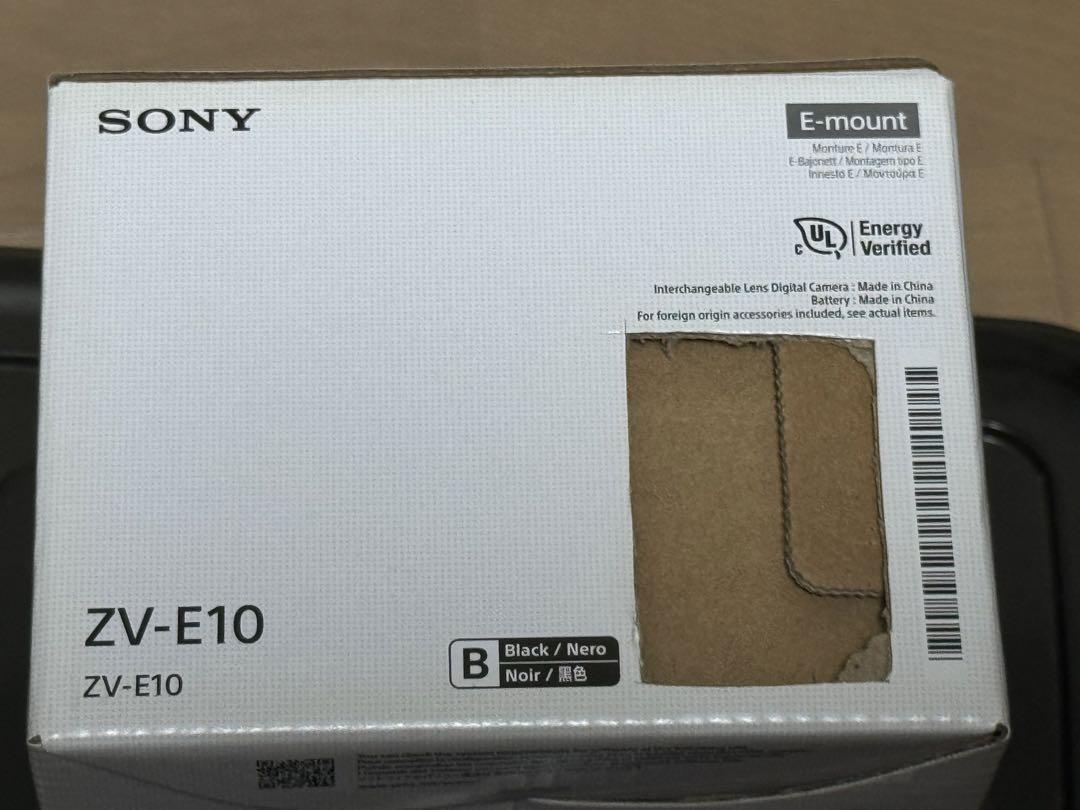 SONY
E-mount
Monture E / Montura E
E-Bajonett / Montagem tipo E
Innesto E / Μοντούρα E
C UL Energy
Verified
Interchangeable Lens Digital Camera : Made in China
Battery : Made in China
For foreign origin accessories included, see actual items.
ZV-E10
ZV-E10
B Black / Nero
Noir / 黑色